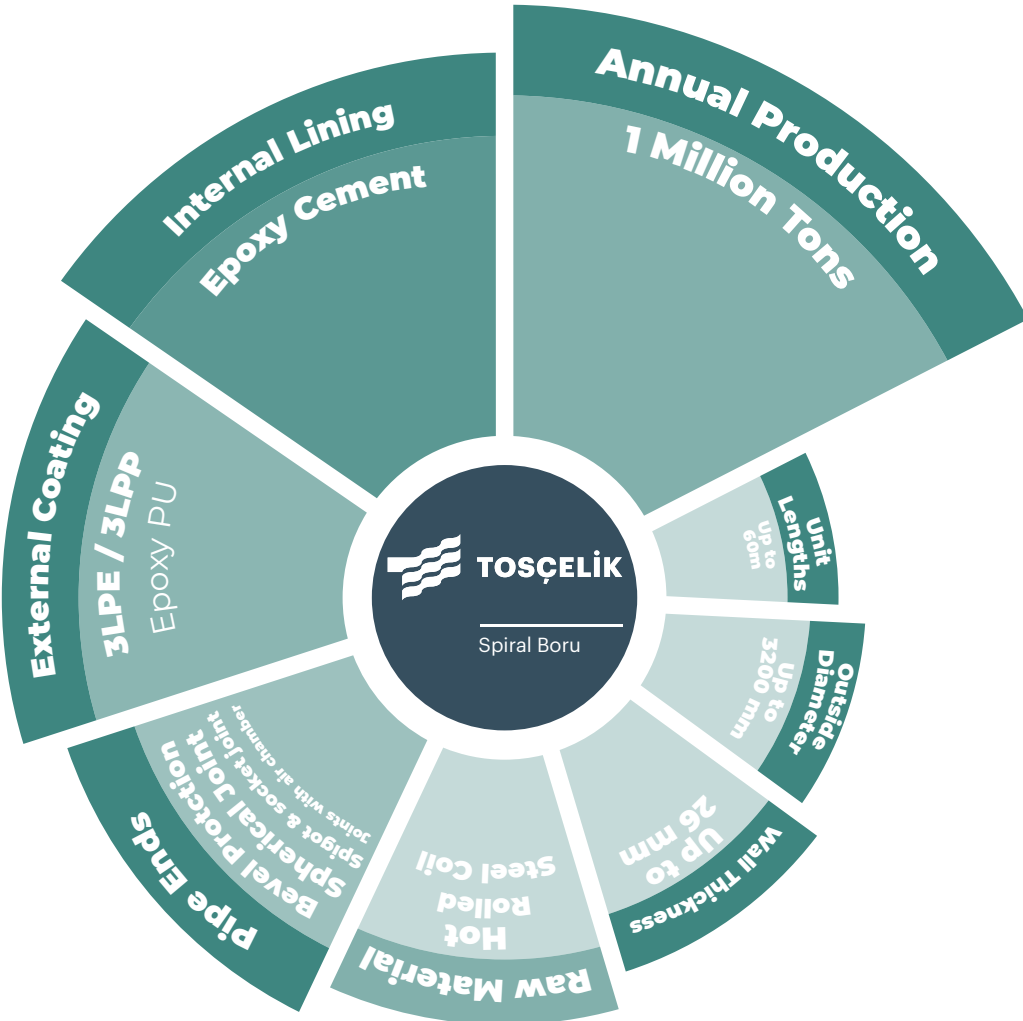 Annual Production
1 Million Tons
Unit
Lengths
Up to
60m
Outside
Diameter
Up to
3200 mm
Wall Thickness
Up to
26 mm
Raw Material
Hot
Rolled
Steel Coil
Pipe Ends
Bevel Protction
Spherical Joint
Spigot & socket joint
Joints with air chamber
External Coating
3LPE / 3LPP
Epoxy PU
Internal Lining
Epoxy Cement
TOSÇELİK
Spiral Boru